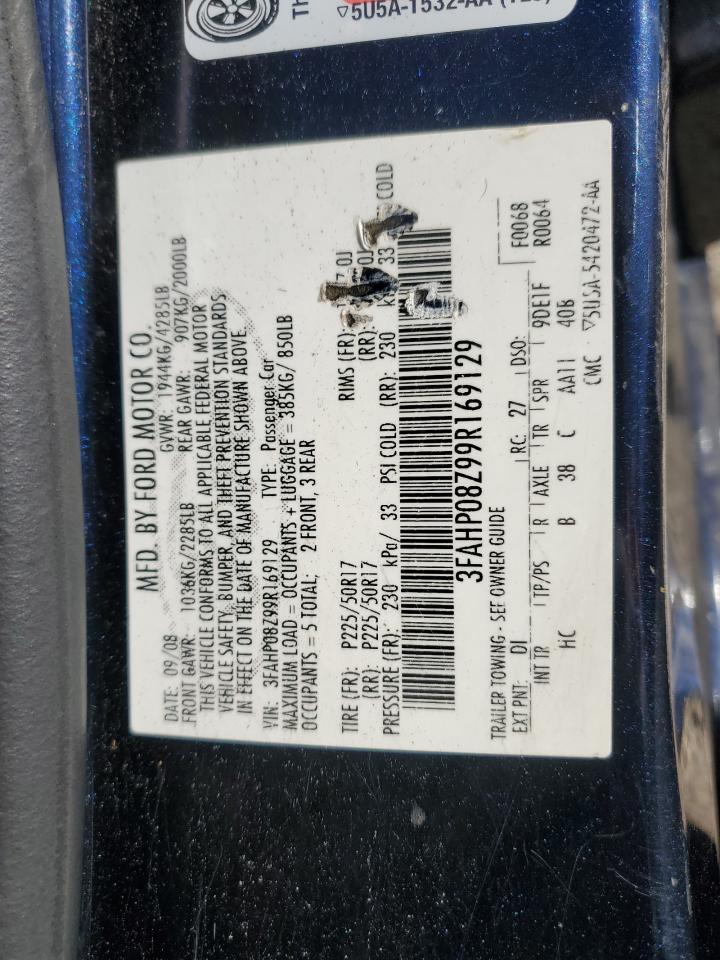 TH
▽5U5A-1532-AA
MFD. BY FORD MOTOR CO.
DATE: 09/08 GVWR: 1944KG/4285LB
FRONT GAWR: 1036KG/2285LB REAR GAWR: 907KG/2000LB
THIS VEHICLE CONFORMS TO ALL APPLICABLE FEDERAL MOTOR
VEHICLE SAFETY, BUMPER, AND THEFT PREVENTION STANDARDS
IN EFFECT ON THE DATE OF MANUFACTURE SHOWN ABOVE.
VIN: 3FAHP08Z99R169129 TYPE: Passenger Car
MAXIMUM LOAD = OCCUPANTS + LUGGAGE = 385KG/ 850LB
OCCUPANTS = 5 TOTAL; 2 FRONT, 3 REAR
TIRE (FR): P225/50R17 RIMS (FR): 0J
(RR): P225/50R17 (RR): 0J
PRESSURE (FR): 230 kPa/ 33 PSI COLD (RR): 230 33 COLD
3FAHP08Z99R169129
TRAILER TOWING - SEE OWNER GUIDE F0068
EXT PNT: DI RC: 27 DSO: R0064
INT TR TP/PS R AXLE TR SPR 9DE1F
HC B 38 C AA11 40B
CMC ▽5U5A-5420472-AA